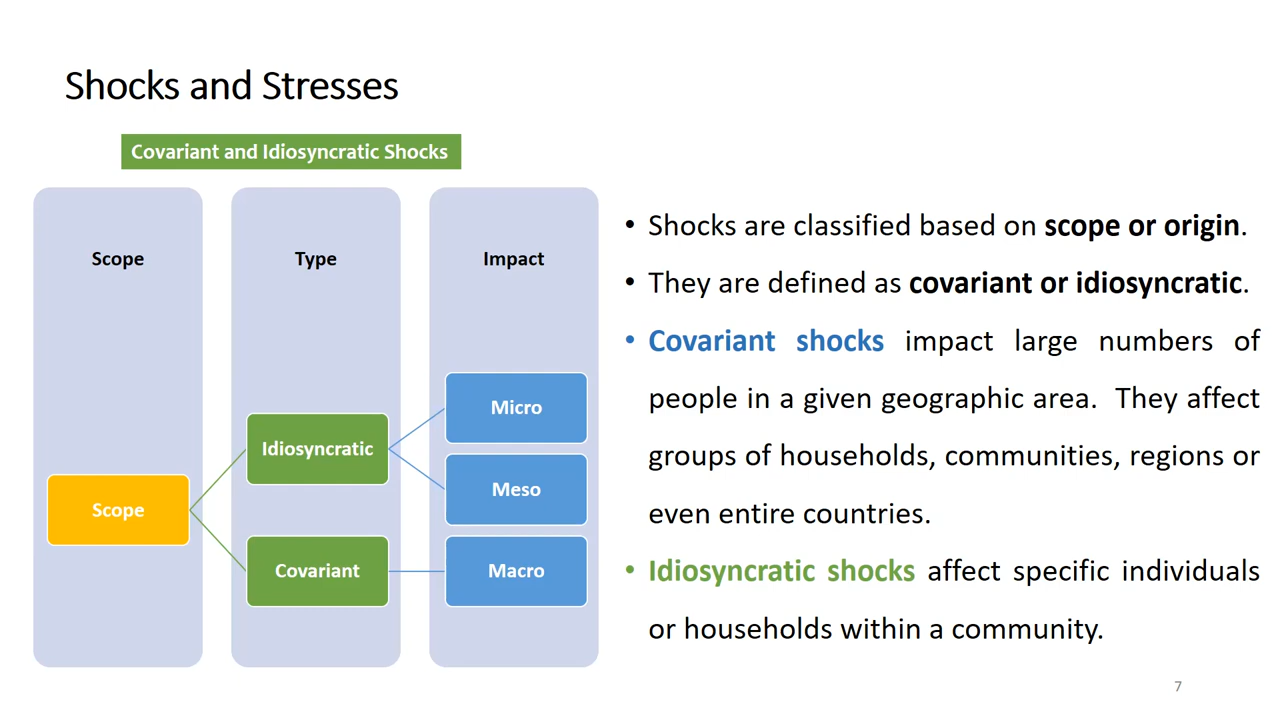 Shocks and Stresses
Covariant and Idiosyncratic Shocks
Scope
Type
Impact
Micro
Idiosyncratic
Meso
Scope
Covariant
Macro
• Shocks are classified based on scope or origin.
• They are defined as covariant or idiosyncratic.
• Covariant shocks impact large numbers of
people in a given geographic area. They affect
groups of households, communities, regions or
even entire countries.
• Idiosyncratic shocks affect specific individuals
or households within a community.
7